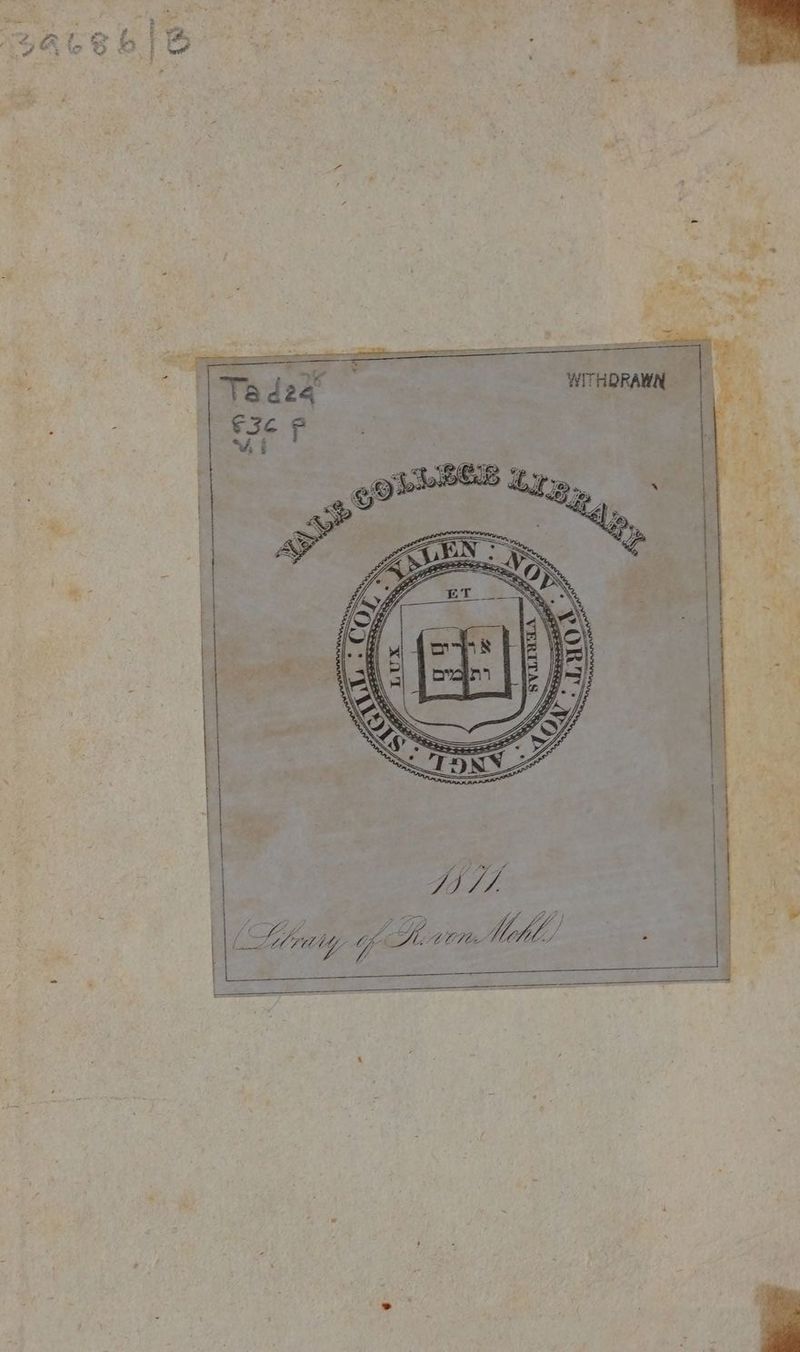 39686|B
WITHDRAWN
Tad24
v.1
YALE COLLEGE LIBRARY.
SIGILL : COL : YALEN : NOV : PORT : NOV : ANGL :
LUX ET VERITAS
אורים
ותמים
1871.
(Library of R. von Mohl.)